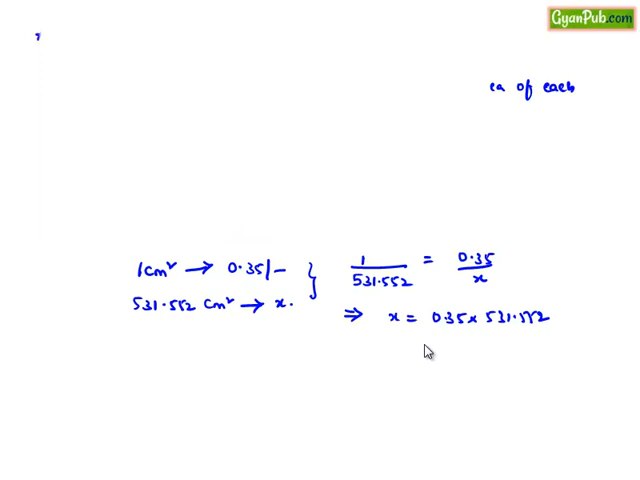 GyanPub.com
ea of each
1cm² → 0.35/- } 1/531.552 = 0.35/x
531.552 cm² → x.
⇒ x = 0.35 x 531.552